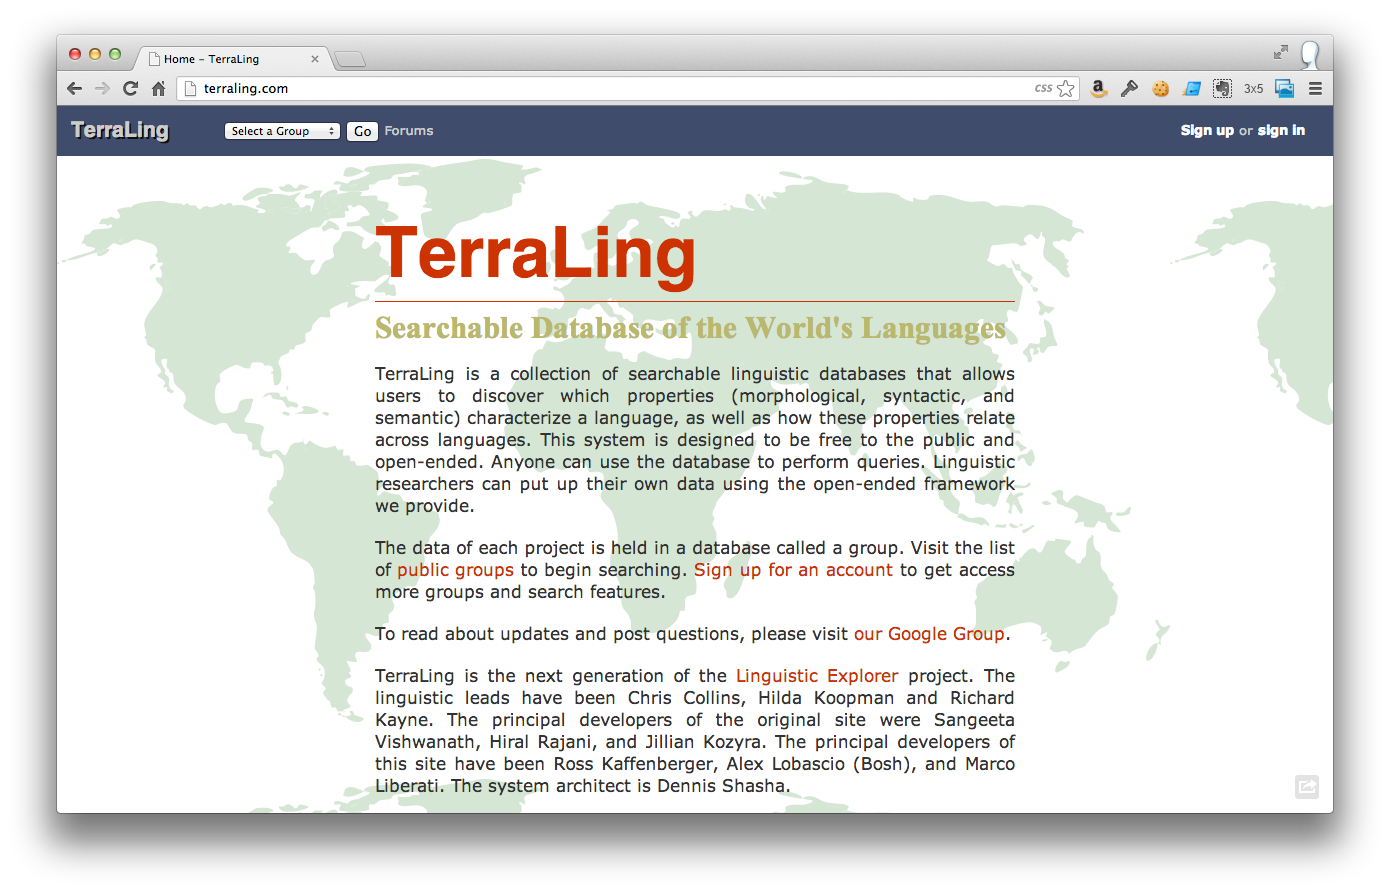 Home – TerraLing
terraling.com
CSS
3x5
TerraLing
Select a Group
Go
Forums
Sign up or sign in
TerraLing
Searchable Database of the World's Languages
TerraLing is a collection of searchable linguistic databases that allows
users to discover which properties (morphological, syntactic, and
semantic) characterize a language, as well as how these properties relate
across languages. This system is designed to be free to the public and
open-ended. Anyone can use the database to perform queries. Linguistic
researchers can put up their own data using the open-ended framework
we provide.
The data of each project is held in a database called a group. Visit the list
of public groups to begin searching. Sign up for an account to get access
more groups and search features.
To read about updates and post questions, please visit our Google Group.
TerraLing is the next generation of the Linguistic Explorer project. The
linguistic leads have been Chris Collins, Hilda Koopman and Richard
Kayne. The principal developers of the original site were Sangeeta
Vishwanath, Hiral Rajani, and Jillian Kozyra. The principal developers of
this site have been Ross Kaffenberger, Alex Lobascio (Bosh), and Marco
Liberati. The system architect is Dennis Shasha.